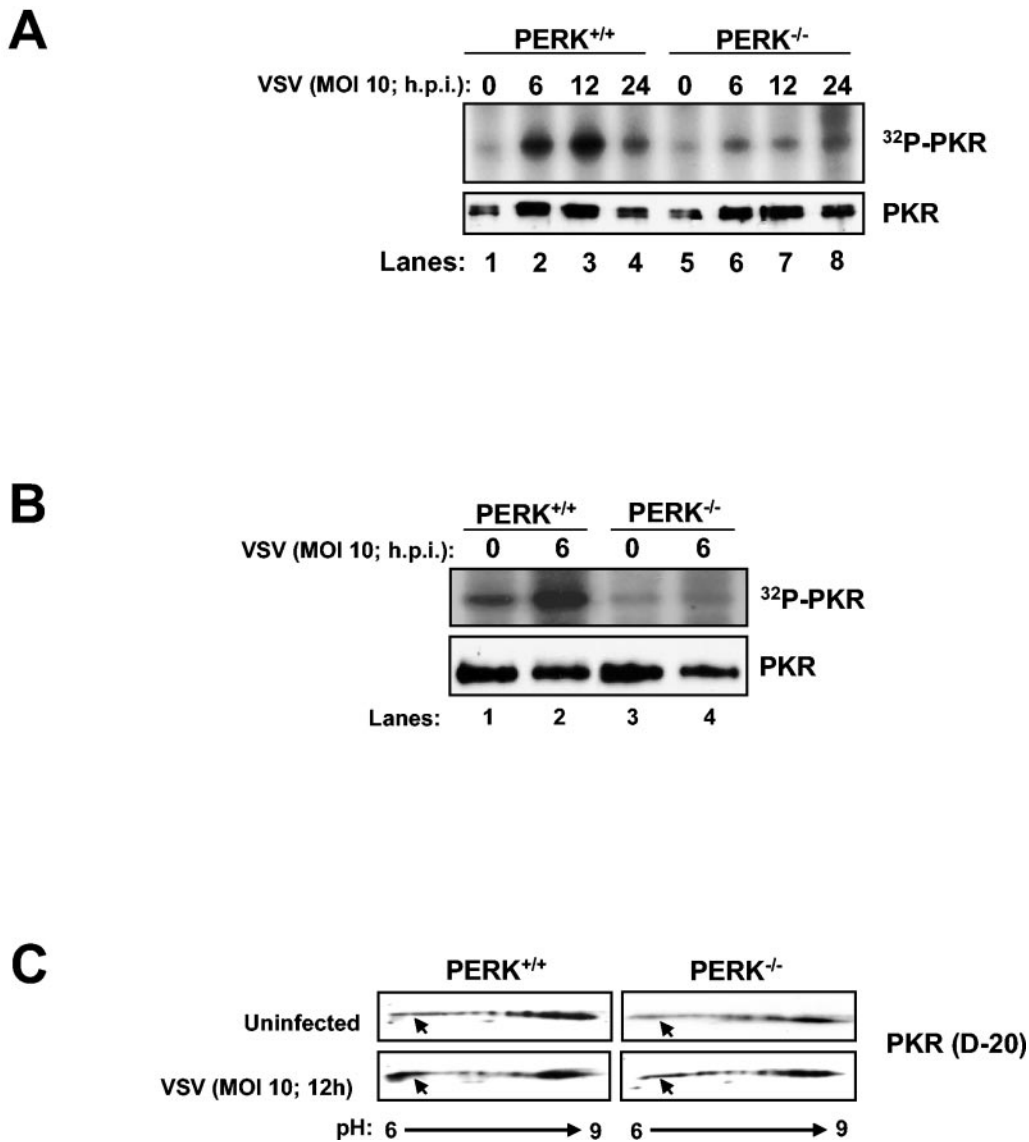 A
PERK+/+ PERK-/-
VSV (MOI 10; h.p.i.): 0 6 12 24 0 6 12 24
32P-PKR
PKR
Lanes: 1 2 3 4 5 6 7 8
B
PERK+/+ PERK-/-
VSV (MOI 10; h.p.i.): 0 6 0 6
32P-PKR
PKR
Lanes: 1 2 3 4
C
PERK+/+ PERK-/-
Uninfected
PKR (D-20)
VSV (MOI 10; 12h)
pH: 6 9 6 9